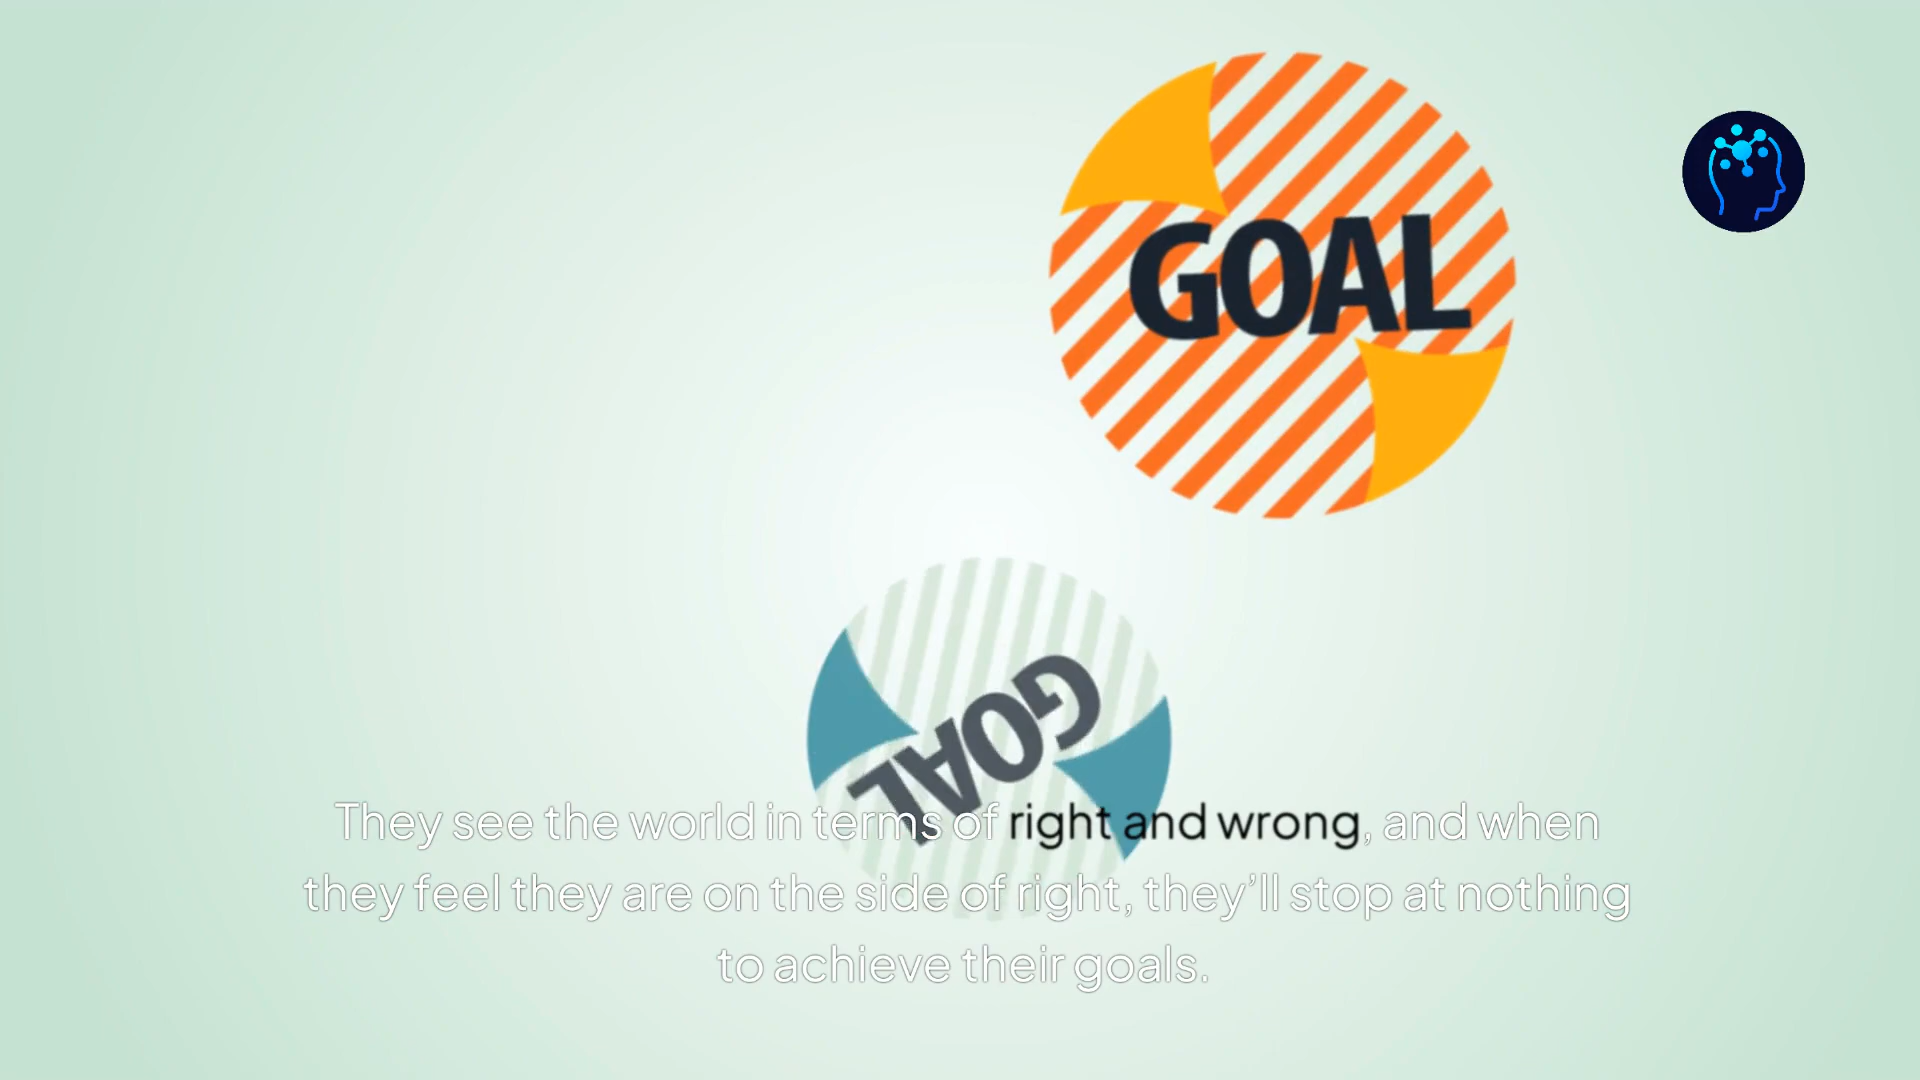 GOAL
GOAL
They see the world in terms of right and wrong, and when
they feel they are on the side of right, they’ll stop at nothing
to achieve their goals.